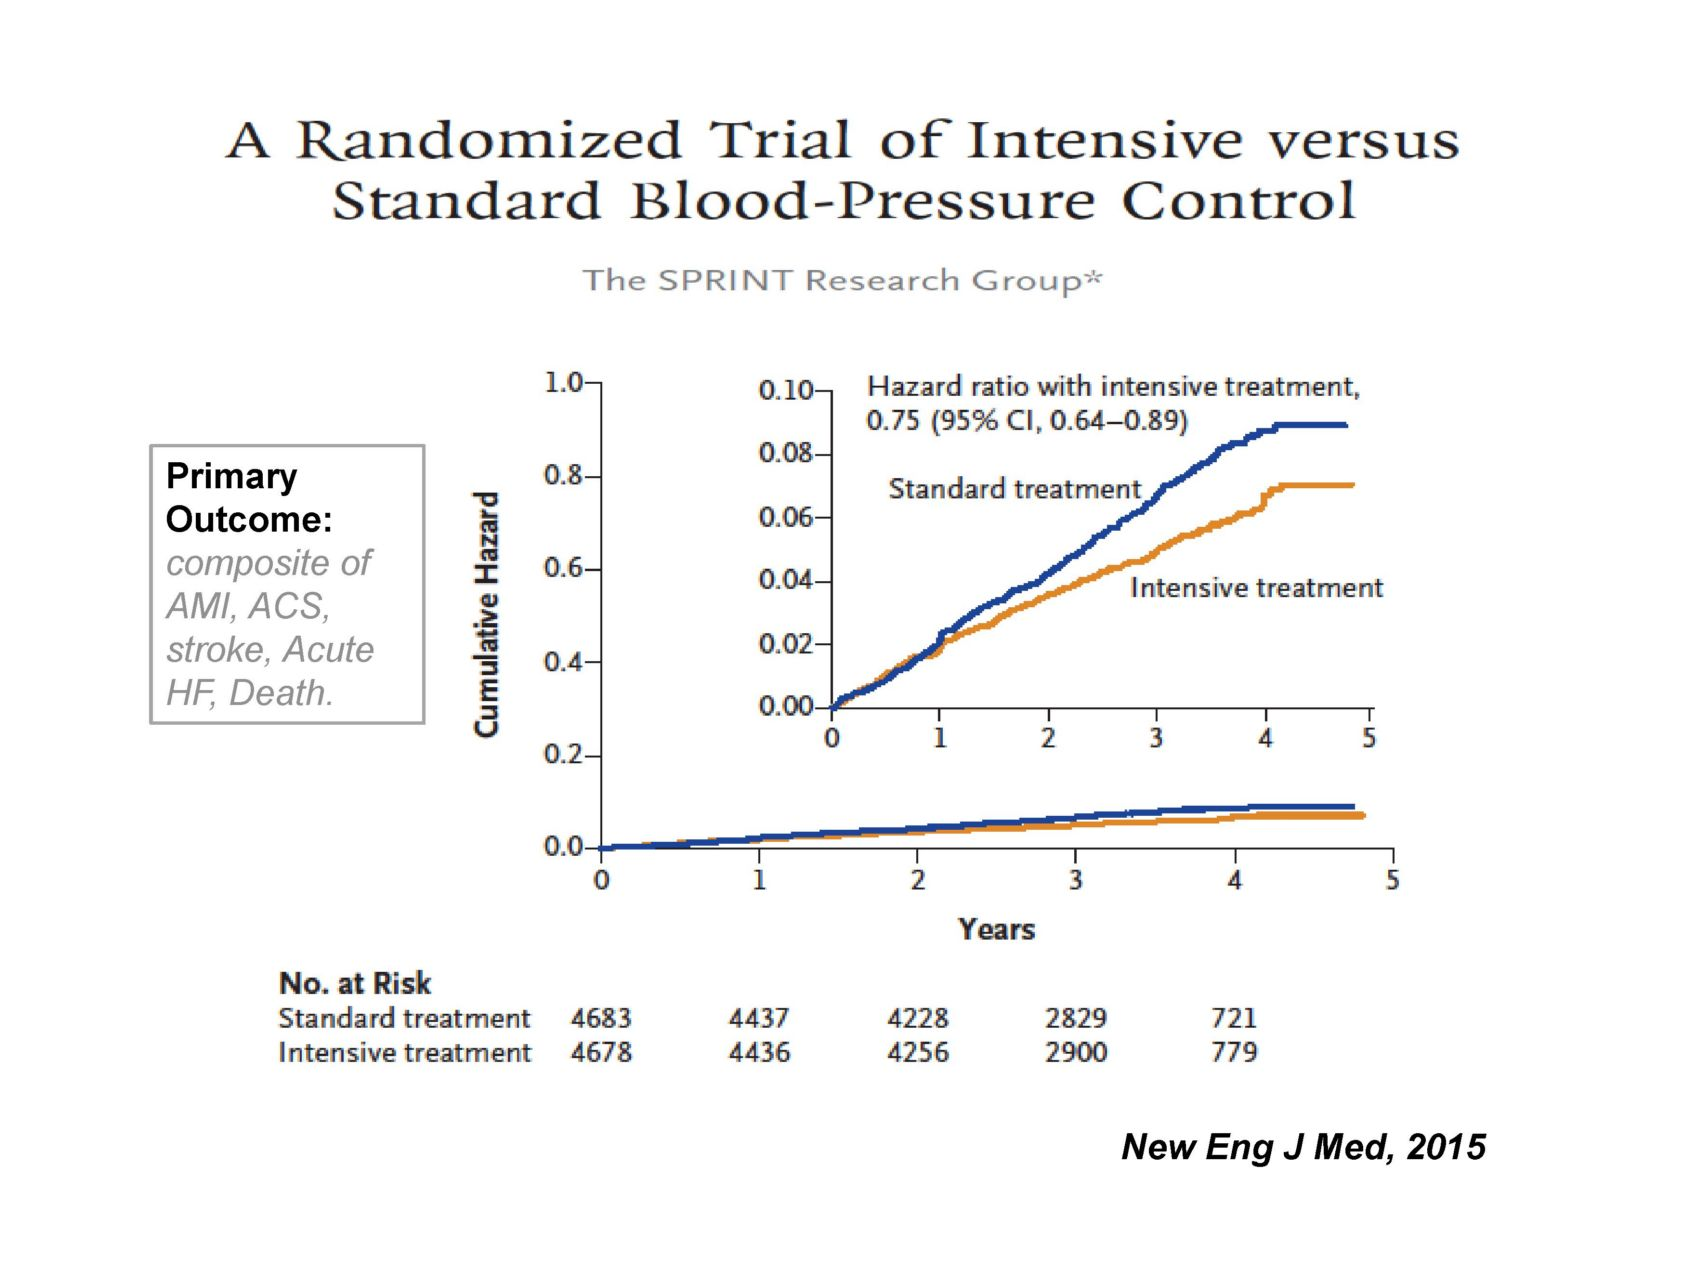 A Randomized Trial of Intensive versus
Standard Blood-Pressure Control
The SPRINT Research Group*
Primary
Outcome:
composite of
AMI, ACS,
stroke, Acute
HF, Death.
Cumulative Hazard
1.0
0.8
0.6
0.4
0.2
0.0
0 1 2 3 4 5
Years
0.10
0.08
0.06
0.04
0.02
0.00
0 1 2 3 4 5
Hazard ratio with intensive treatment,
0.75 (95% CI, 0.64–0.89)
Standard treatment
Intensive treatment
No. at Risk
Standard treatment 4683 4437 4228 2829 721
Intensive treatment 4678 4436 4256 2900 779
New Eng J Med, 2015